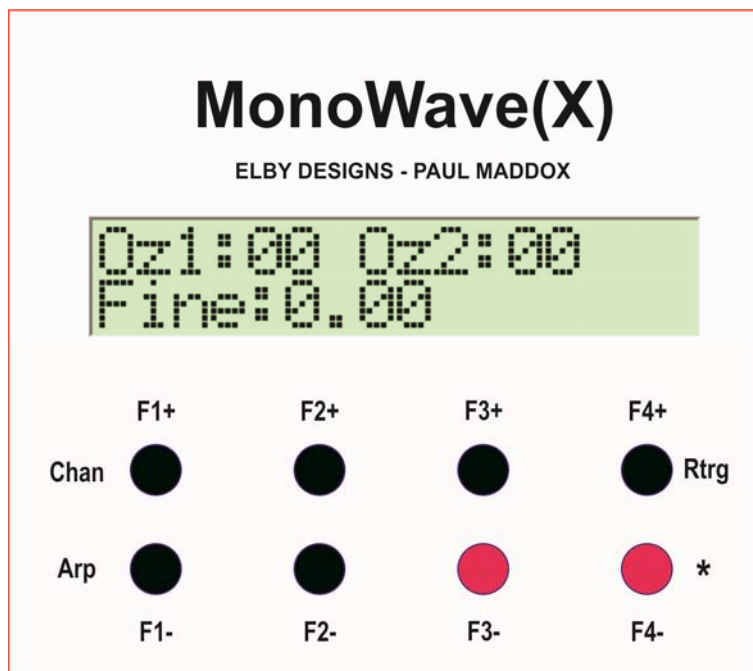 MonoWave(X)
ELBY DESIGNS - PAUL MADDOX
Oz1:00 Oz2:00
Fine:0.00
F1+ F2+ F3+ F4+
Chan Rtrg
Arp *
F1- F2- F3- F4-